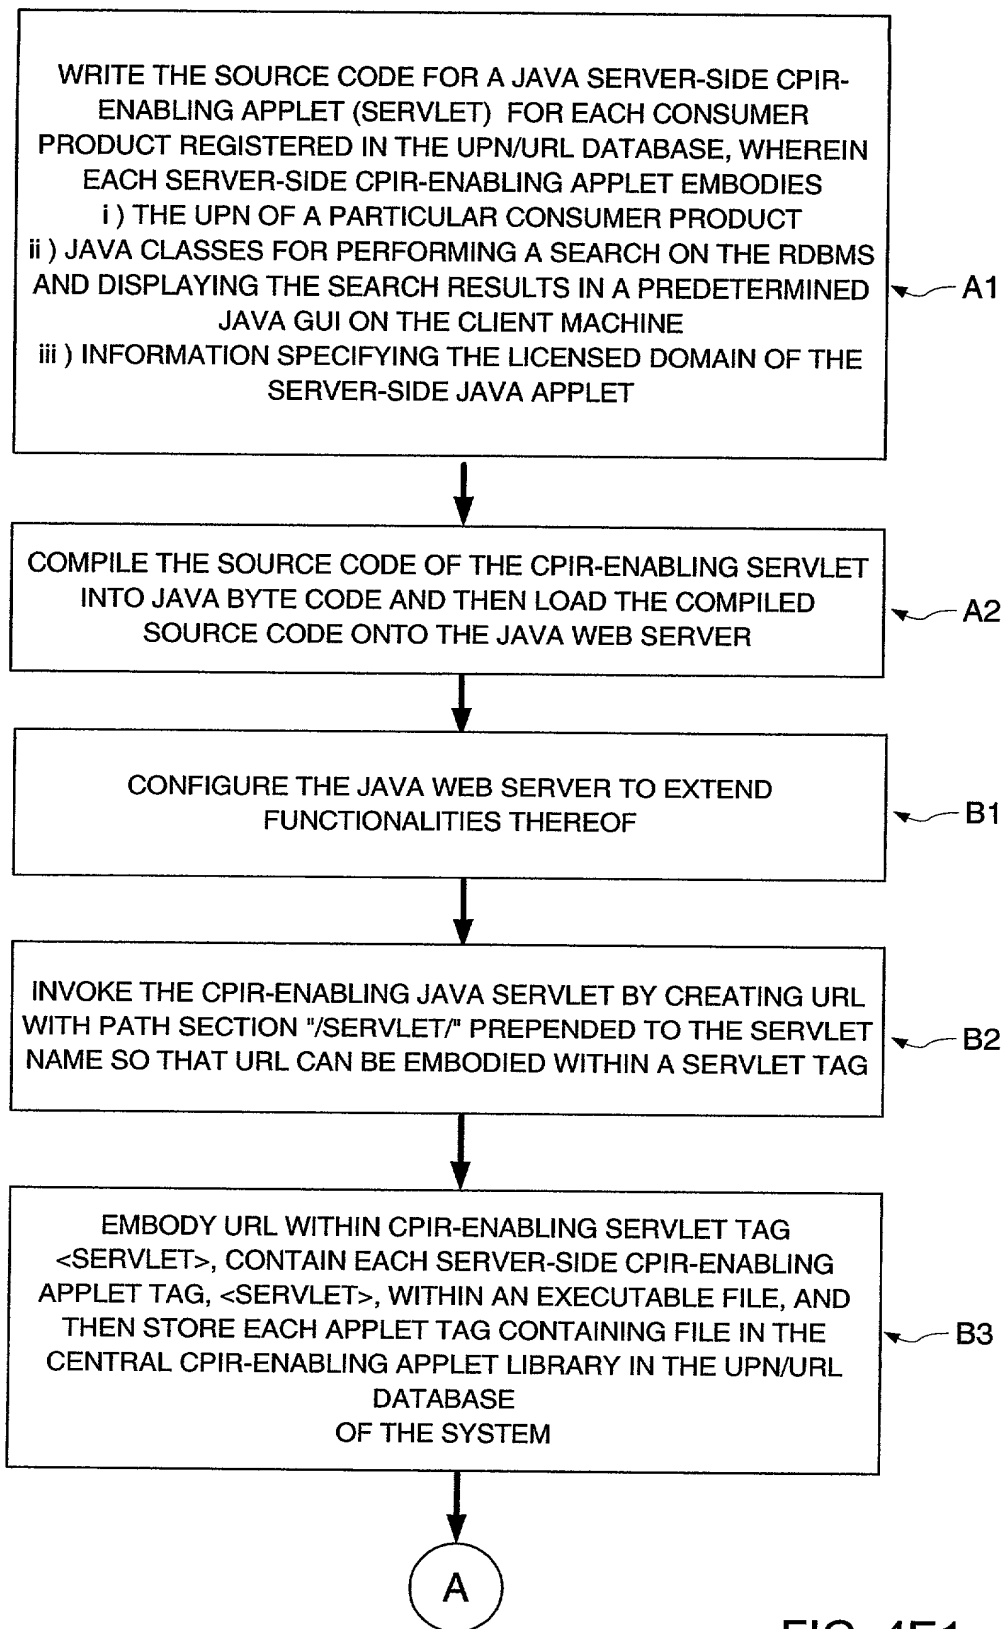 WRITE THE SOURCE CODE FOR A JAVA SERVER-SIDE CPIR-
ENABLING APPLET (SERVLET) FOR EACH CONSUMER
PRODUCT REGISTERED IN THE UPN/URL DATABASE, WHEREIN
EACH SERVER-SIDE CPIR-ENABLING APPLET EMBODIES
i ) THE UPN OF A PARTICULAR CONSUMER PRODUCT
ii ) JAVA CLASSES FOR PERFORMING A SEARCH ON THE RDBMS
AND DISPLAYING THE SEARCH RESULTS IN A PREDETERMINED
JAVA GUI ON THE CLIENT MACHINE
iii ) INFORMATION SPECIFYING THE LICENSED DOMAIN OF THE
SERVER-SIDE JAVA APPLET
A1
COMPILE THE SOURCE CODE OF THE CPIR-ENABLING SERVLET
INTO JAVA BYTE CODE AND THEN LOAD THE COMPILED
SOURCE CODE ONTO THE JAVA WEB SERVER
A2
CONFIGURE THE JAVA WEB SERVER TO EXTEND
FUNCTIONALITIES THEREOF
B1
INVOKE THE CPIR-ENABLING JAVA SERVLET BY CREATING URL
WITH PATH SECTION "/SERVLET/" PREPENDED TO THE SERVLET
NAME SO THAT URL CAN BE EMBODIED WITHIN A SERVLET TAG
B2
EMBODY URL WITHIN CPIR-ENABLING SERVLET TAG
<SERVLET>, CONTAIN EACH SERVER-SIDE CPIR-ENABLING
APPLET TAG, <SERVLET>, WITHIN AN EXECUTABLE FILE, AND
THEN STORE EACH APPLET TAG CONTAINING FILE IN THE
CENTRAL CPIR-ENABLING APPLET LIBRARY IN THE UPN/URL
DATABASE
OF THE SYSTEM
B3
A
FIG. 4E1